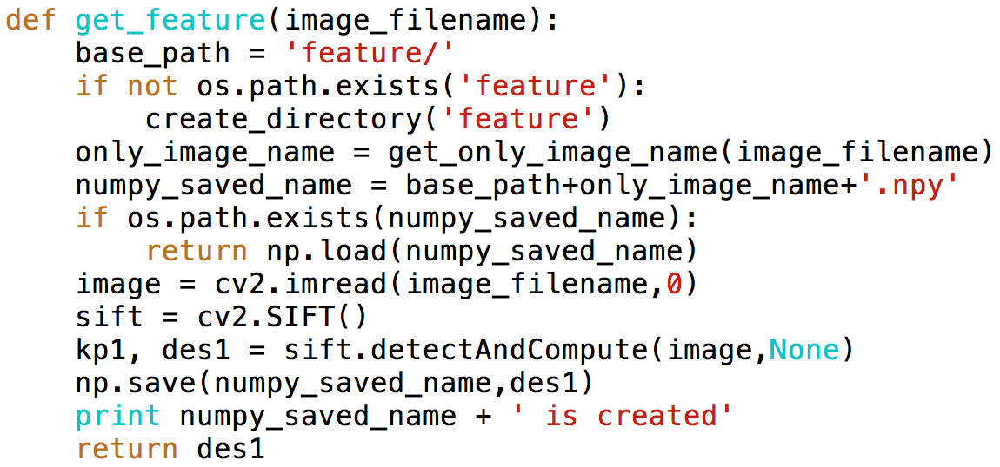 def get_feature(image_filename):
    base_path = 'feature/'
    if not os.path.exists('feature'):
        create_directory('feature')
    only_image_name = get_only_image_name(image_filename)
    numpy_saved_name = base_path+only_image_name+'.npy'
    if os.path.exists(numpy_saved_name):
        return np.load(numpy_saved_name)
    image = cv2.imread(image_filename,0)
    sift = cv2.SIFT()
    kp1, des1 = sift.detectAndCompute(image,None)
    np.save(numpy_saved_name,des1)
    print numpy_saved_name + ' is created'
    return des1